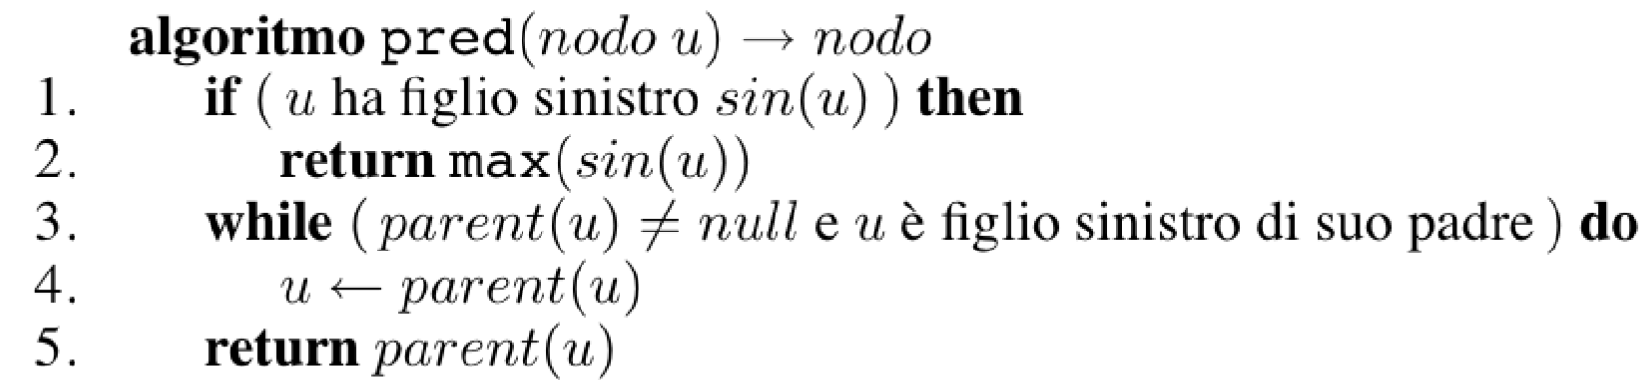 algoritmo pred(nodo u) → nodo
1. if ( u ha figlio sinistro sin(u) ) then
2. return max(sin(u))
3. while ( parent(u) ≠ null e u è figlio sinistro di suo padre ) do
4. u ← parent(u)
5. return parent(u)